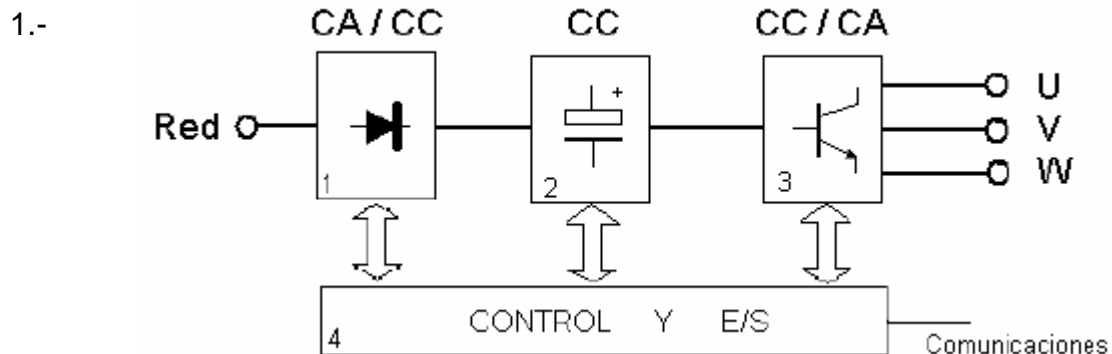 1.-
CA / CC CC CC / CA
Red
U
V
W
+
1
2
3
4 CONTROL Y E/S
Comunicaciones